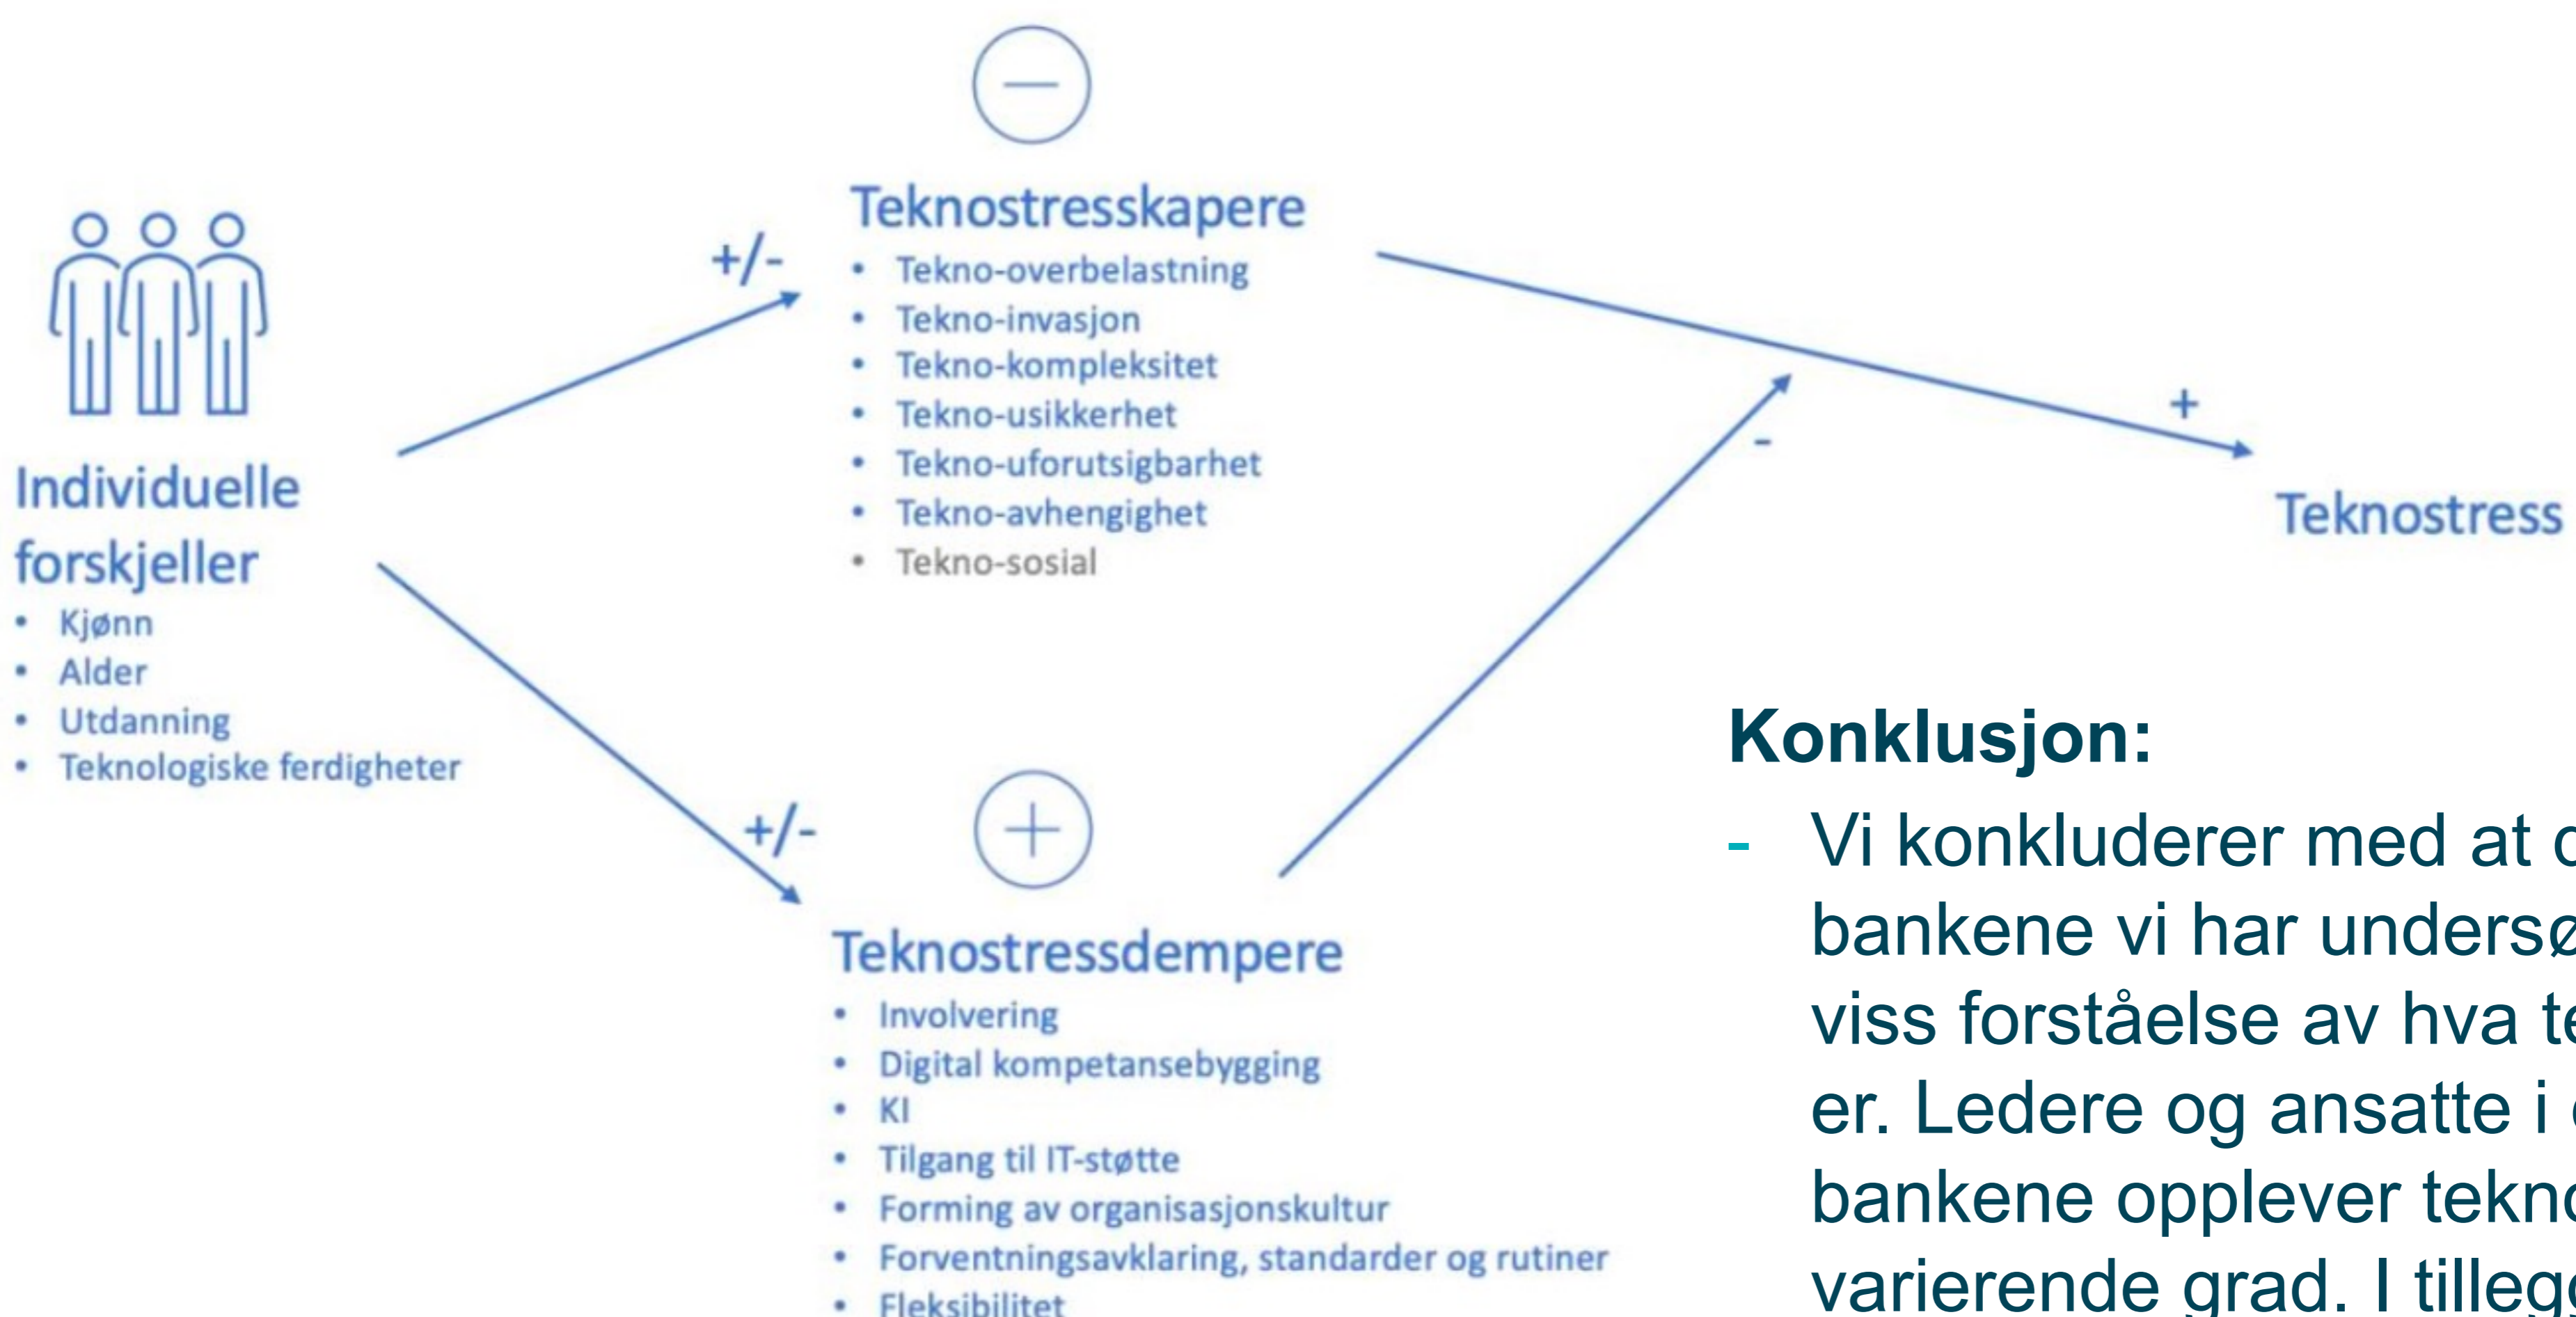 Individuelle
forskjeller
• Kjønn
• Alder
• Utdanning
• Teknologiske ferdigheter
+/-
+/-
Teknostresskapere
• Tekno-overbelastning
• Tekno-invasjon
• Tekno-kompleksitet
• Tekno-usikkerhet
• Tekno-uforutsigbarhet
• Tekno-avhengighet
• Tekno-sosial
Teknostressdempere
• Involvering
• Digital kompetansebygging
• KI
• Tilgang til IT-støtte
• Forming av organisasjonskultur
• Forventningsavklaring, standarder og rutiner
• Fleksibilitet
+
-
Teknostress
Konklusjon:
- Vi konkluderer med at
bankene vi har
viss forståelse av hva
er. Ledere og ansatte i
bankene opplever
varierende grad. I tillegg